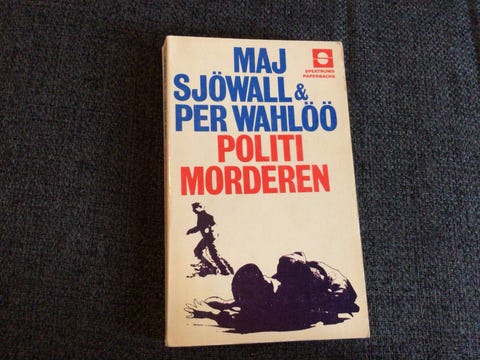 MAJ
SJÖWALL &
PER WAHLÖÖ
POLITI
MORDEREN
SPEKTRUMS
PAPERBACKS